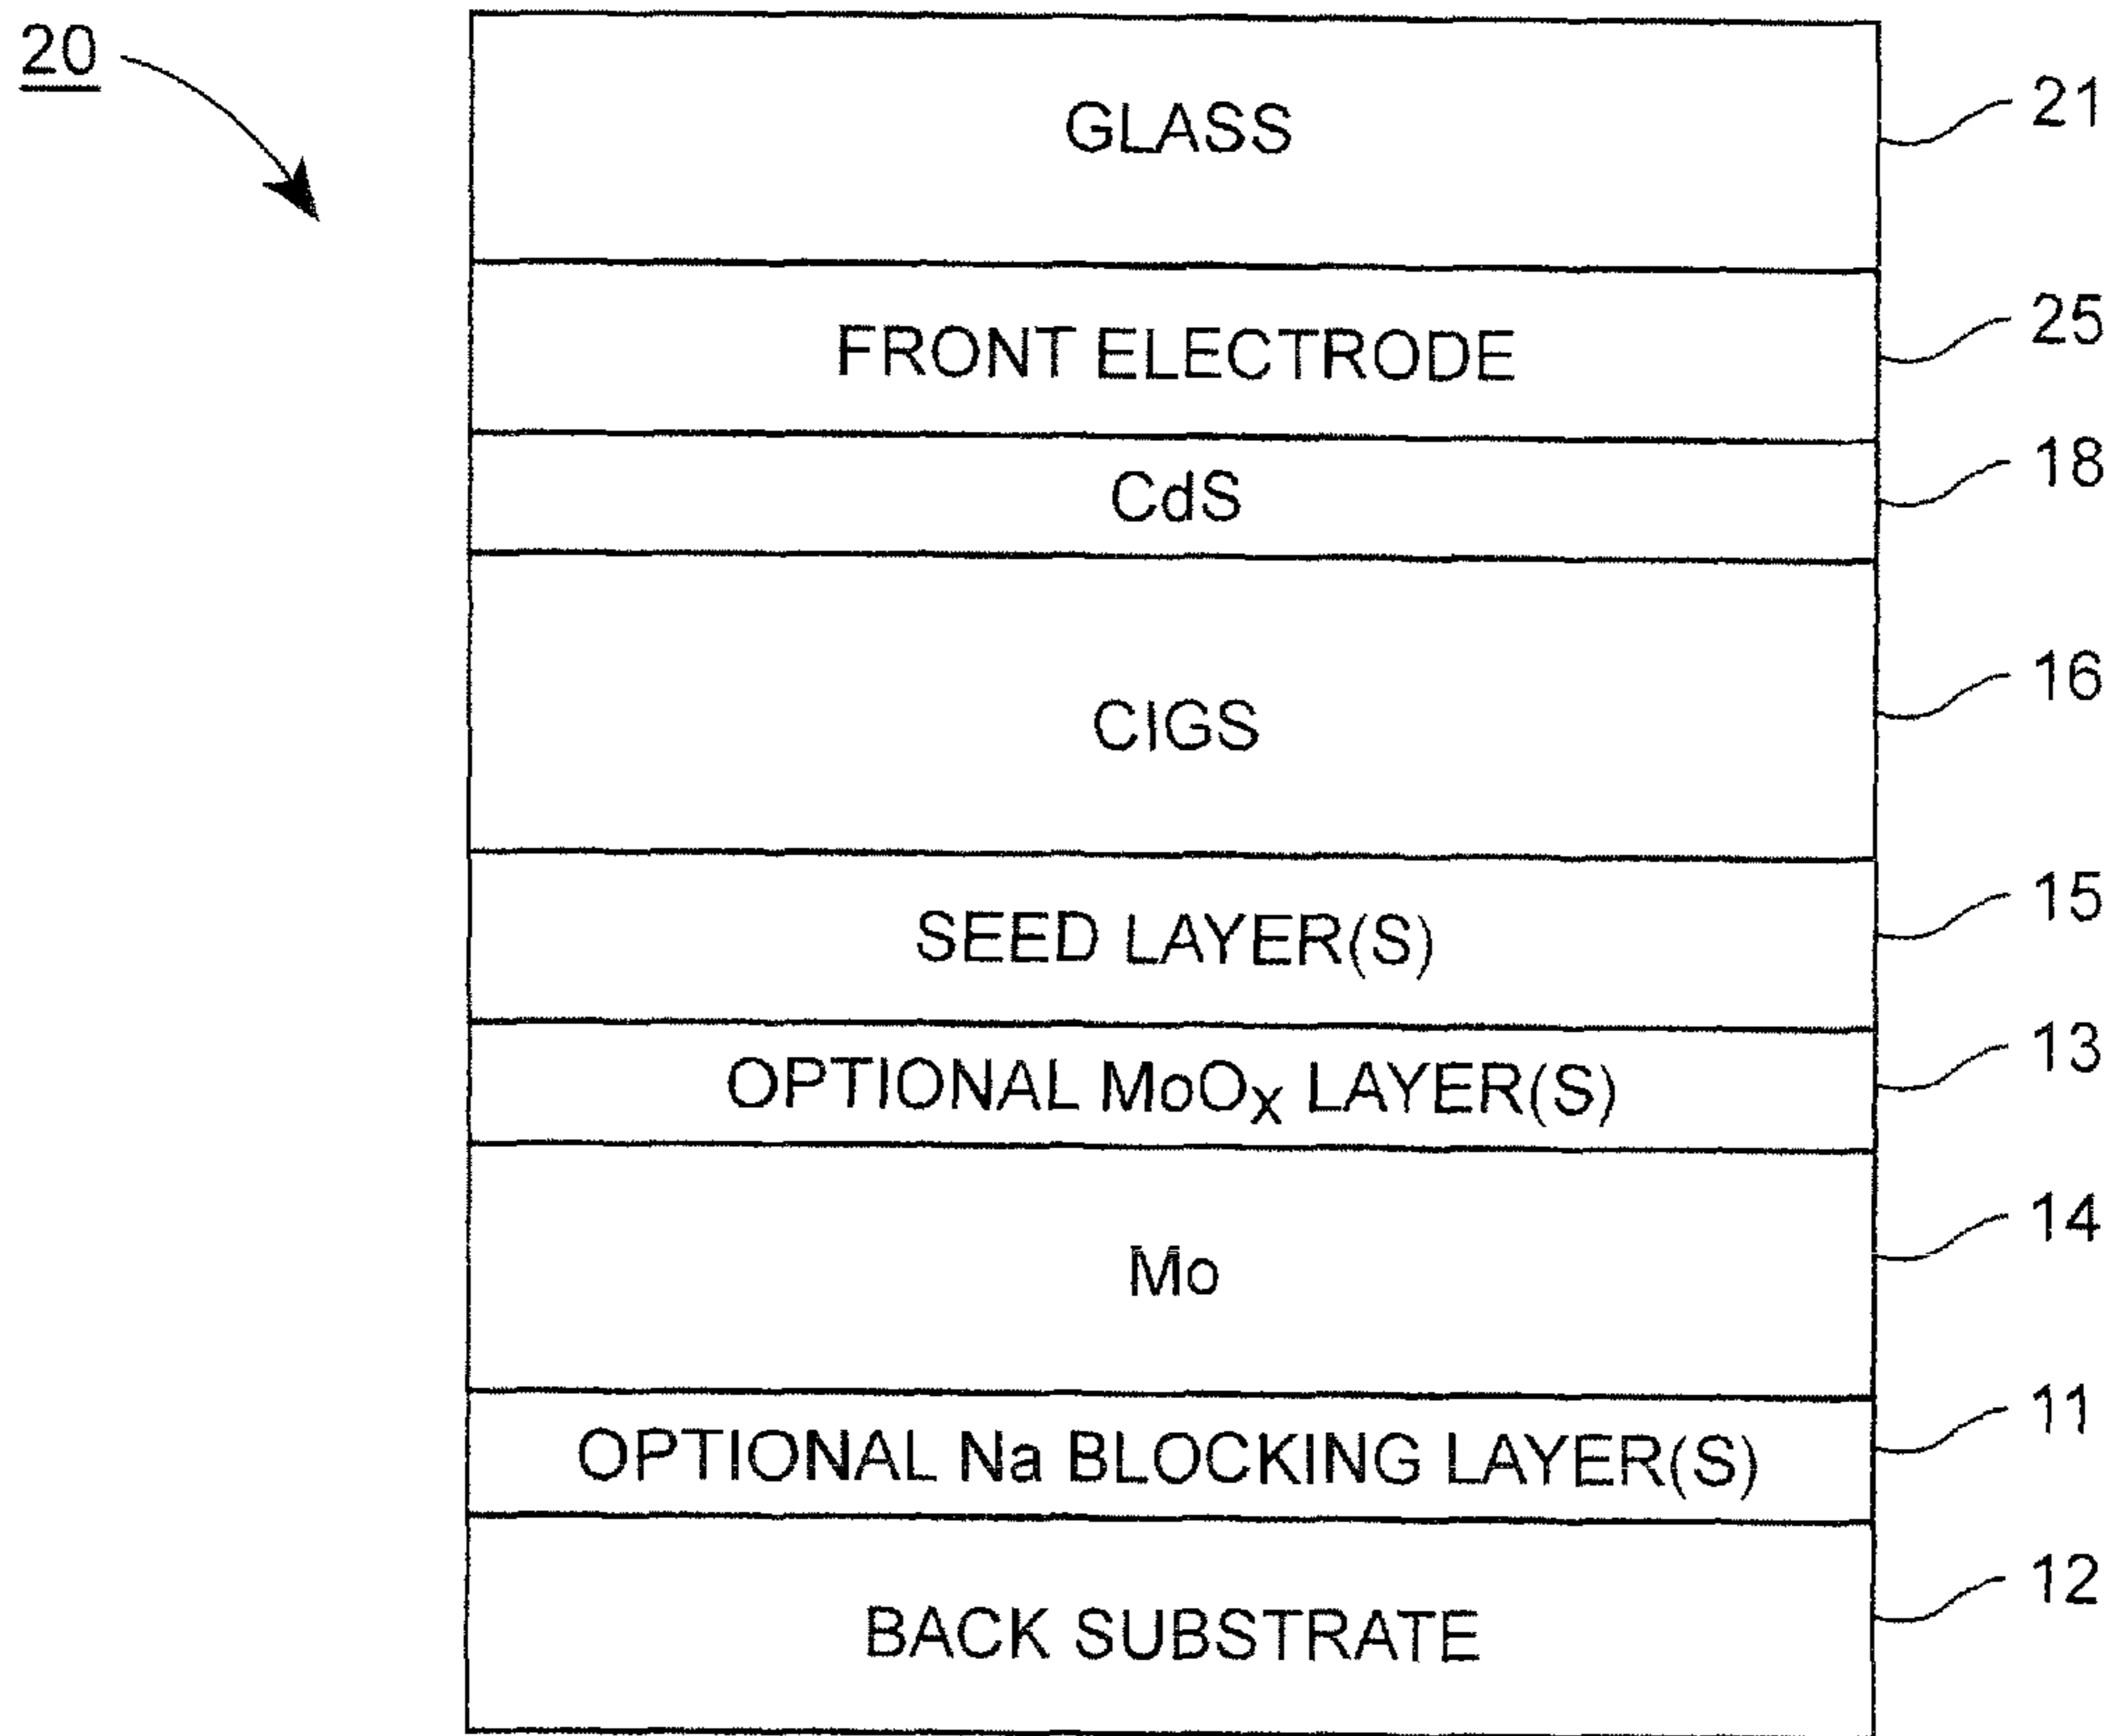 20
GLASS 21
FRONT ELECTRODE 25
CdS 18
CIGS 16
SEED LAYER(S) 15
OPTIONAL MoOX LAYER(S) 13
Mo 14
OPTIONAL Na BLOCKING LAYER(S) 11
BACK SUBSTRATE 12